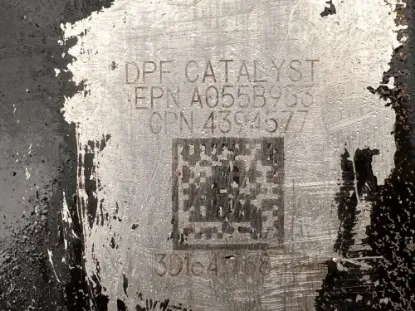 DPF CATALYST
EPN A055B983
CPN 4394577